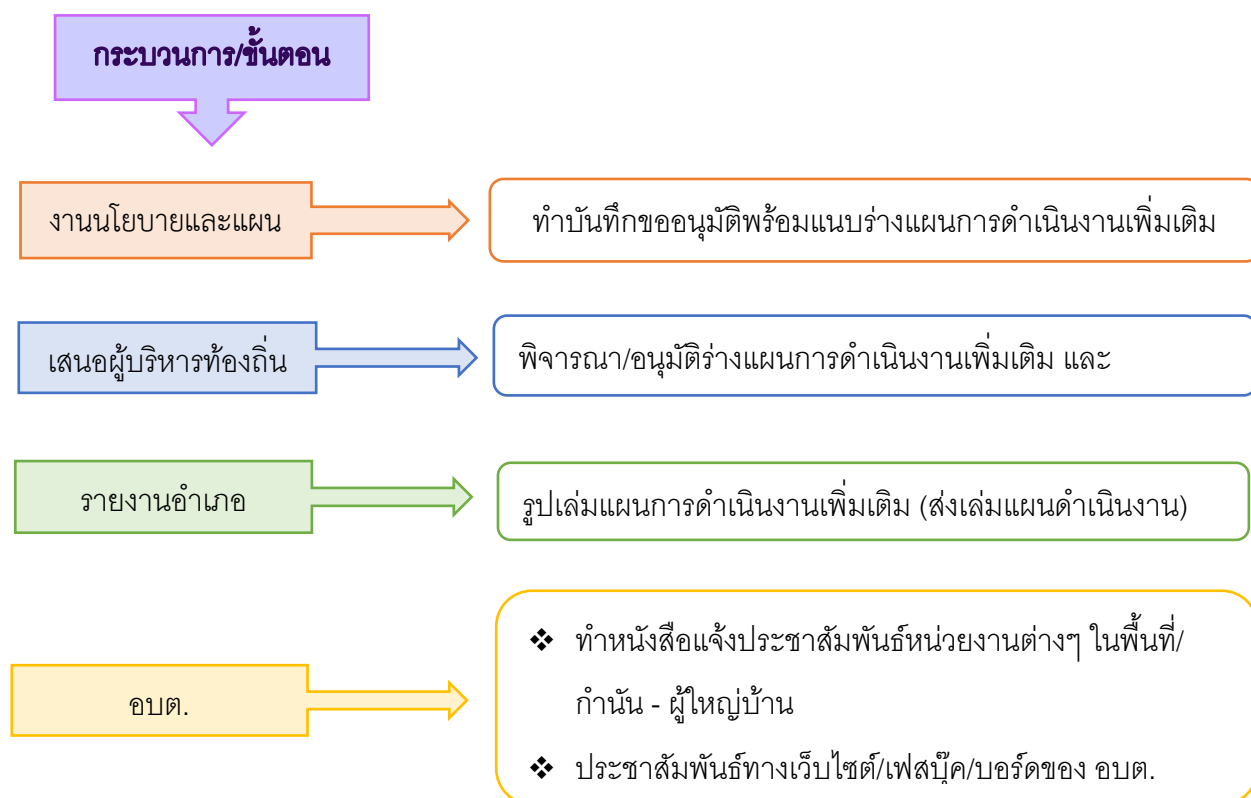 กระบวนการ/ขั้นตอน
งานนโยบายและแผน
ทำบันทึกขออนุมัติพร้อมแนบร่างแผนการดำเนินงานเพิ่มเติม
เสนอผู้บริหารท้องถิ่น
พิจารณา/อนุมัติร่างแผนการดำเนินงานเพิ่มเติม และ
รายงานอำเภอ
รูปเล่มแผนการดำเนินงานเพิ่มเติม (ส่งเล่มแผนดำเนินงาน)
อบต.
❖ ทำหนังสือแจ้งประชาสัมพันธ์หน่วยงานต่างๆ ในพื้นที่/
กำนัน - ผู้ใหญ่บ้าน
❖ ประชาสัมพันธ์ทางเว็บไซต์/เฟสบุ๊ค/บอร์ดของ อบต.